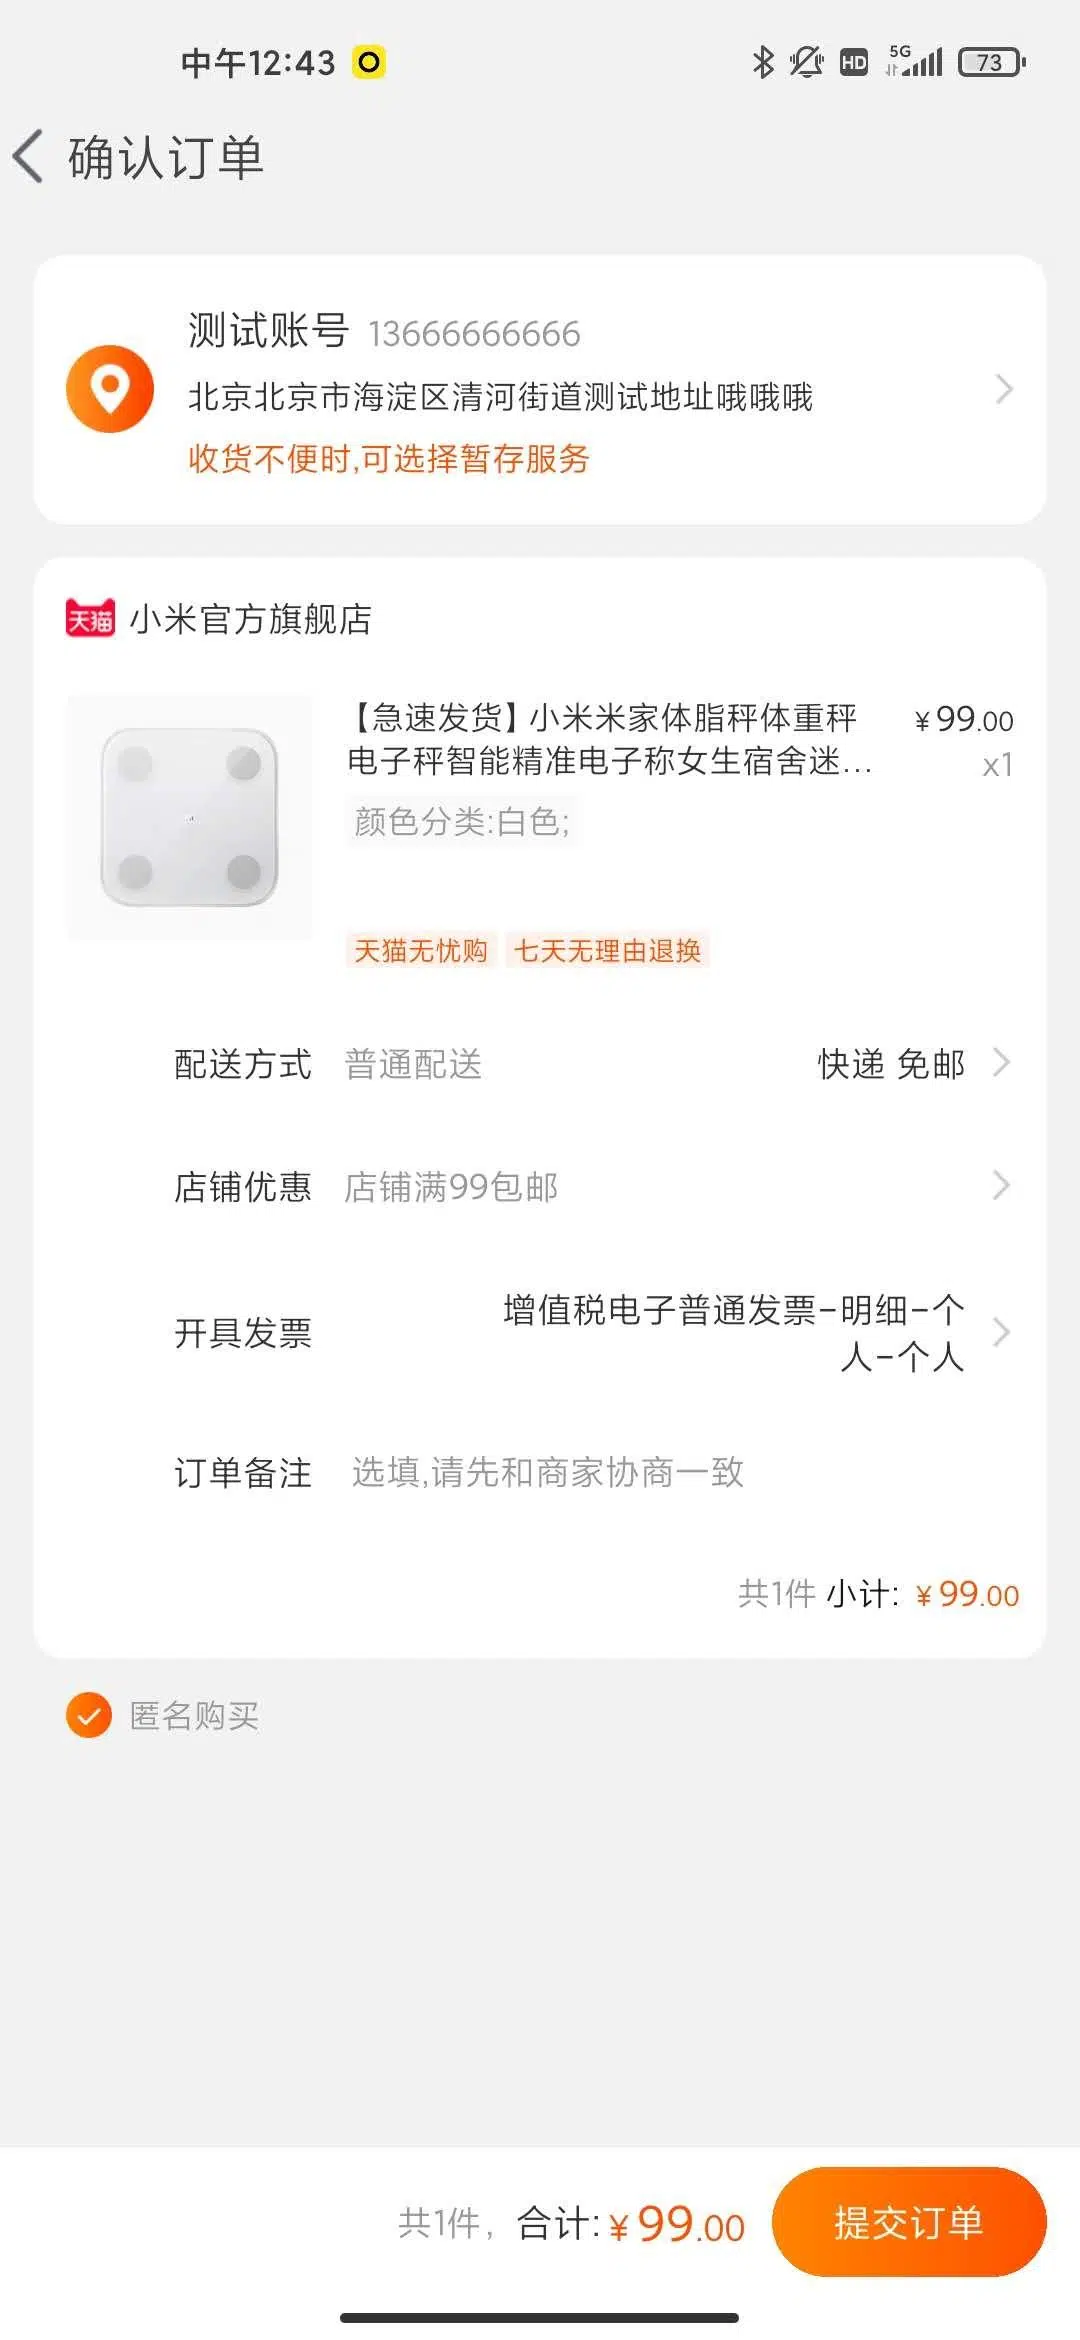 中午12:43
HD 5G 73
确认订单
测试账号 13666666666
北京北京市海淀区清河街道测试地址哦哦哦
收货不便时,可选择暂存服务
天猫 小米官方旗舰店
【急速发货】小米米家体脂秤体重秤 ¥99.00
电子秤智能精准电子称女生宿舍迷... x1
颜色分类:白色;
天猫无忧购 七天无理由退换
配送方式 普通配送 快递 免邮
店铺优惠 店铺满99包邮
开具发票 增值税电子普通发票-明细-个
人-个人
订单备注 选填,请先和商家协商一致
共1件 小计: ¥99.00
匿名购买
共1件, 合计: ¥99.00 提交订单